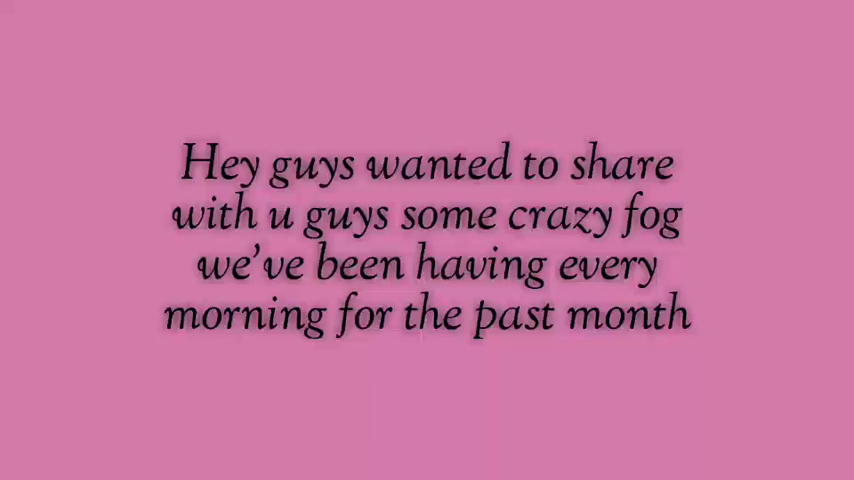 Hey guys wanted to share
with u guys some crazy fog
we’ve been having every
morning for the past month